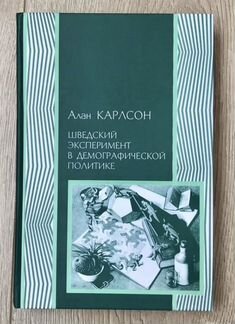 Алан КАРЛСОН
ШВЕДСКИЙ
ЭКСПЕРИМЕНТ
В ДЕМОГРАФИЧЕСКОЙ
ПОЛИТИКЕ